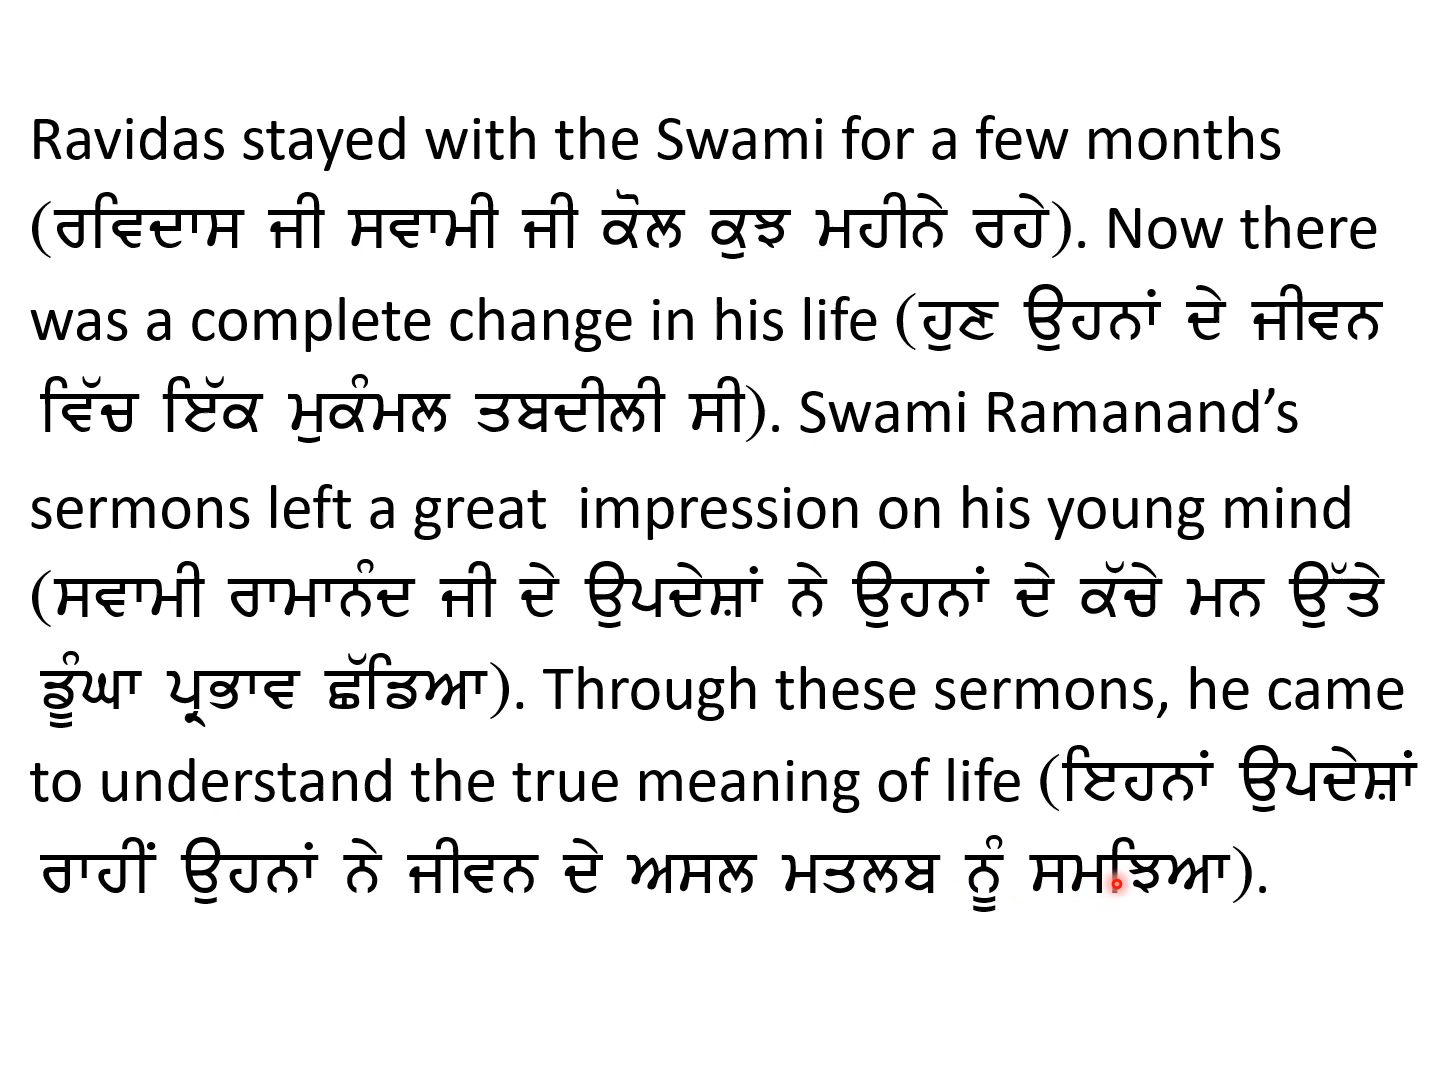 Ravidas stayed with the Swami for a few months
(ਰਵਿਦਾਸ ਜੀ ਸਵਾਮੀ ਜੀ ਕੋਲ ਕੁਝ ਮਹੀਨੇ ਰਹੇ). Now there
was a complete change in his life (ਹੁਣ ਉਹਨਾਂ ਦੇ ਜੀਵਨ
ਵਿੱਚ ਇੱਕ ਮੁਕੰਮਲ ਤਬਦੀਲੀ ਸੀ). Swami Ramanand’s
sermons left a great  impression on his young mind
(ਸਵਾਮੀ ਰਾਮਾਨੰਦ ਜੀ ਦੇ ਉਪਦੇਸ਼ਾਂ ਨੇ ਉਹਨਾਂ ਦੇ ਕੱਚੇ ਮਨ ਉੱਤੇ
ਡੂੰਘਾ ਪ੍ਰਭਾਵ ਛੱਡਿਆ). Through these sermons, he came
to understand the true meaning of life (ਇਹਨਾਂ ਉਪਦੇਸ਼ਾਂ
ਰਾਹੀਂ ਉਹਨਾਂ ਨੇ ਜੀਵਨ ਦੇ ਅਸਲ ਮਤਲਬ ਨੂੰ ਸਮਝਿਆ).